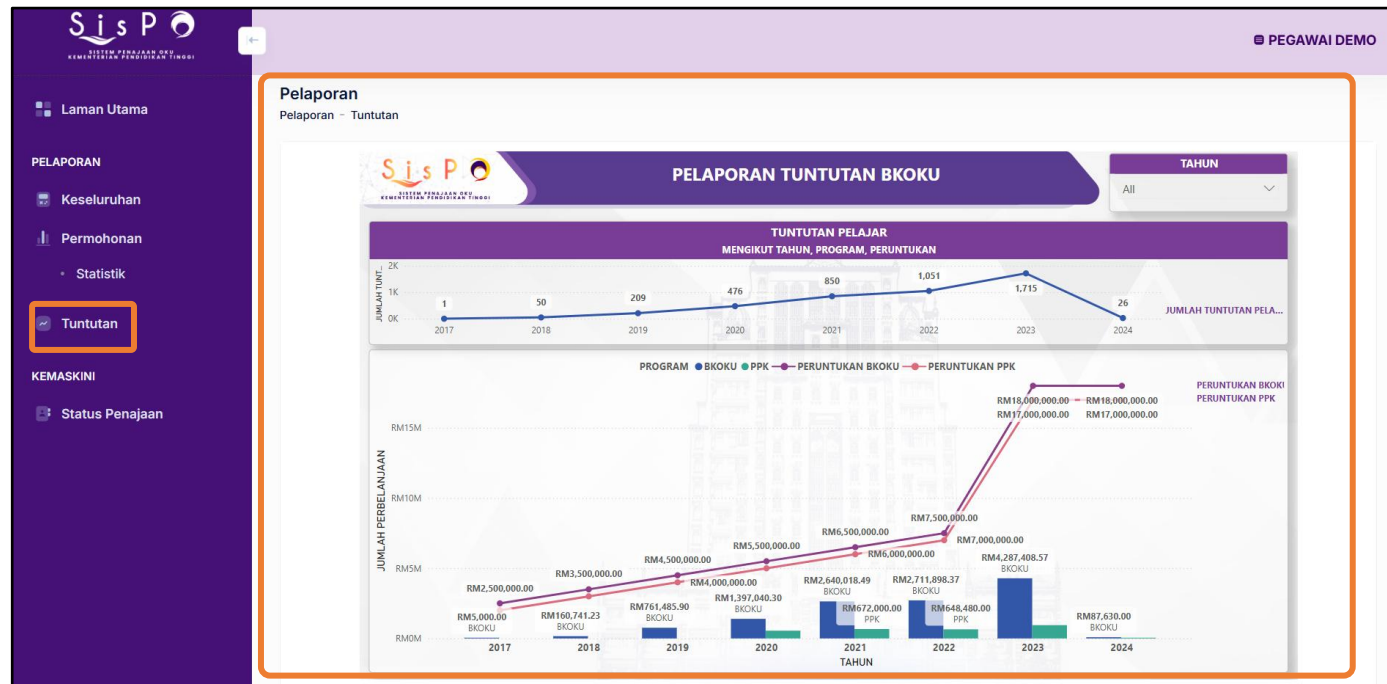 SisPO
SISTEM PENAJAAN OKU
KEMENTERIAN PENDIDIKAN TINGGI
PEGAWAI DEMO
Laman Utama
PELAPORAN
Keseluruhan
Permohonan
Statistik
Tuntutan
KEMASKINI
Status Penajaan
Pelaporan
Pelaporan - Tuntutan
SisPO
SISTEM PENAJAAN OKU
KEMENTERIAN PENDIDIKAN TINGGI
PELAPORAN TUNTUTAN BKOKU
TAHUN
All
TUNTUTAN PELAJAR
MENGIKUT TAHUN, PROGRAM, PERUNTUKAN
JUMLAH TUNT...
2K
1K
0K
1 50 209 476 850 1,051 1,715 26
2017 2018 2019 2020 2021 2022 2023 2024
JUMLAH TUNTUTAN PELA...
PROGRAM BKOKU PPK PERUNTUKAN BKOKU PERUNTUKAN PPK
PERUNTUKAN BKOKU
PERUNTUKAN PPK
JUMLAH PERBELANJAAN
RM15M
RM10M
RM5M
RM0M
RM18,000,000.00 RM18,000,000.00
RM17,000,000.00 RM17,000,000.00
RM7,500,000.00
RM6,500,000.00
RM7,000,000.00
RM5,500,000.00
RM6,000,000.00
RM4,500,000.00
RM3,500,000.00
RM4,000,000.00
RM2,500,000.00
RM4,287,408.57
BKOKU
RM2,640,018.49
BKOKU
RM2,711,898.37
BKOKU
RM1,397,040.30
BKOKU
RM761,485.90
BKOKU
RM672,000.00
PPK
RM648,480.00
PPK
RM5,000.00
BKOKU
RM160,741.23
BKOKU
RM87,630.00
BKOKU
2017 2018 2019 2020 2021 2022 2023 2024
TAHUN